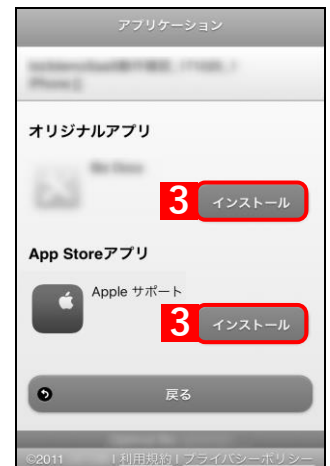 アプリケーション
オリジナルアプリ
3 インストール
App Storeアプリ
Apple サポート
3 インストール
戻る
©2011 | 利用規約 | プライバシーポリシー